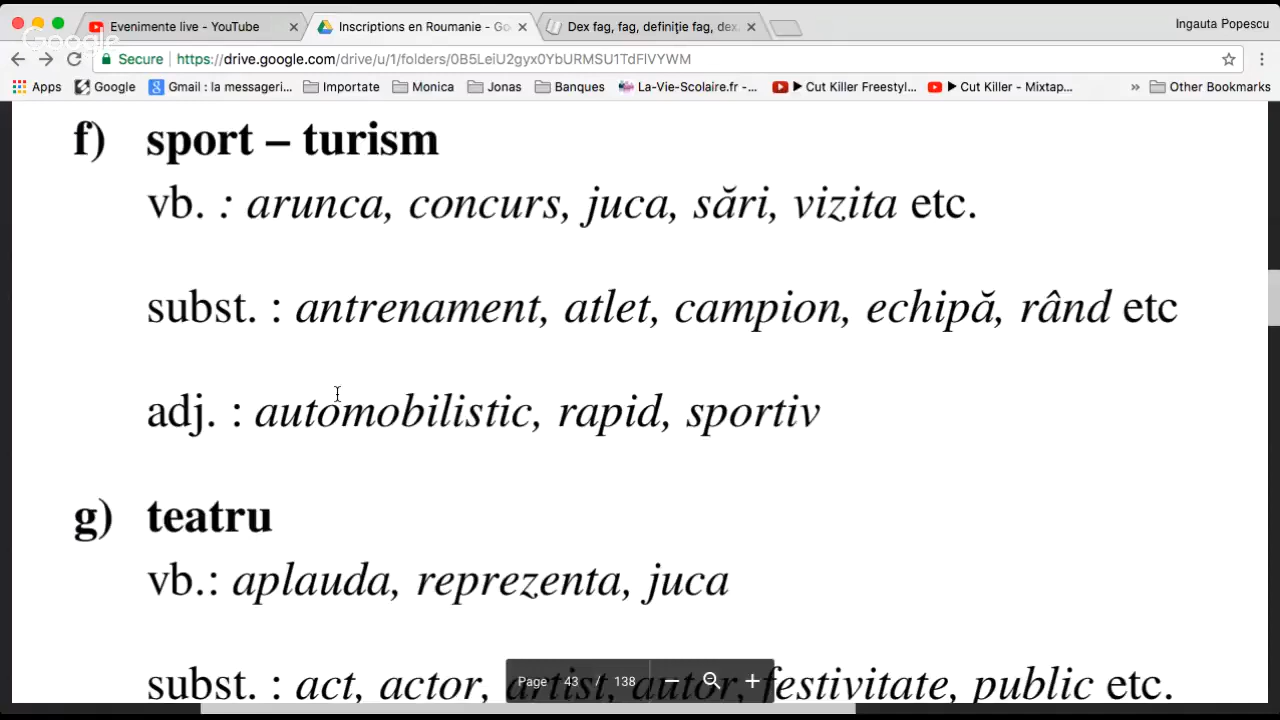 Evenimente live - YouTube
Inscriptions en Roumanie - Go
Dex fag, fag, definiţie fag, dex.
Ingauta Popescu
Google
Secure
https://drive.google.com/drive/u/1/folders/0B5LeiU2gyx0YbURMSU1TdFlVYWM
Apps
Google
Gmail : la messageri...
Importate
Monica
Jonas
Banques
La-Vie-Scolaire.fr -...
▶ Cut Killer Freestyl...
▶ Cut Killer - Mixtap...
»
Other Bookmarks
f) sport – turism
vb. : arunca, concurs, juca, sări, vizita etc.
subst. : antrenament, atlet, campion, echipă, rând etc
adj. : automobilistic, rapid, sportiv
g) teatru
vb.: aplauda, reprezenta, juca
subst. : act, actor, artist, autor, festivitate, public etc.
Page 43 / 138